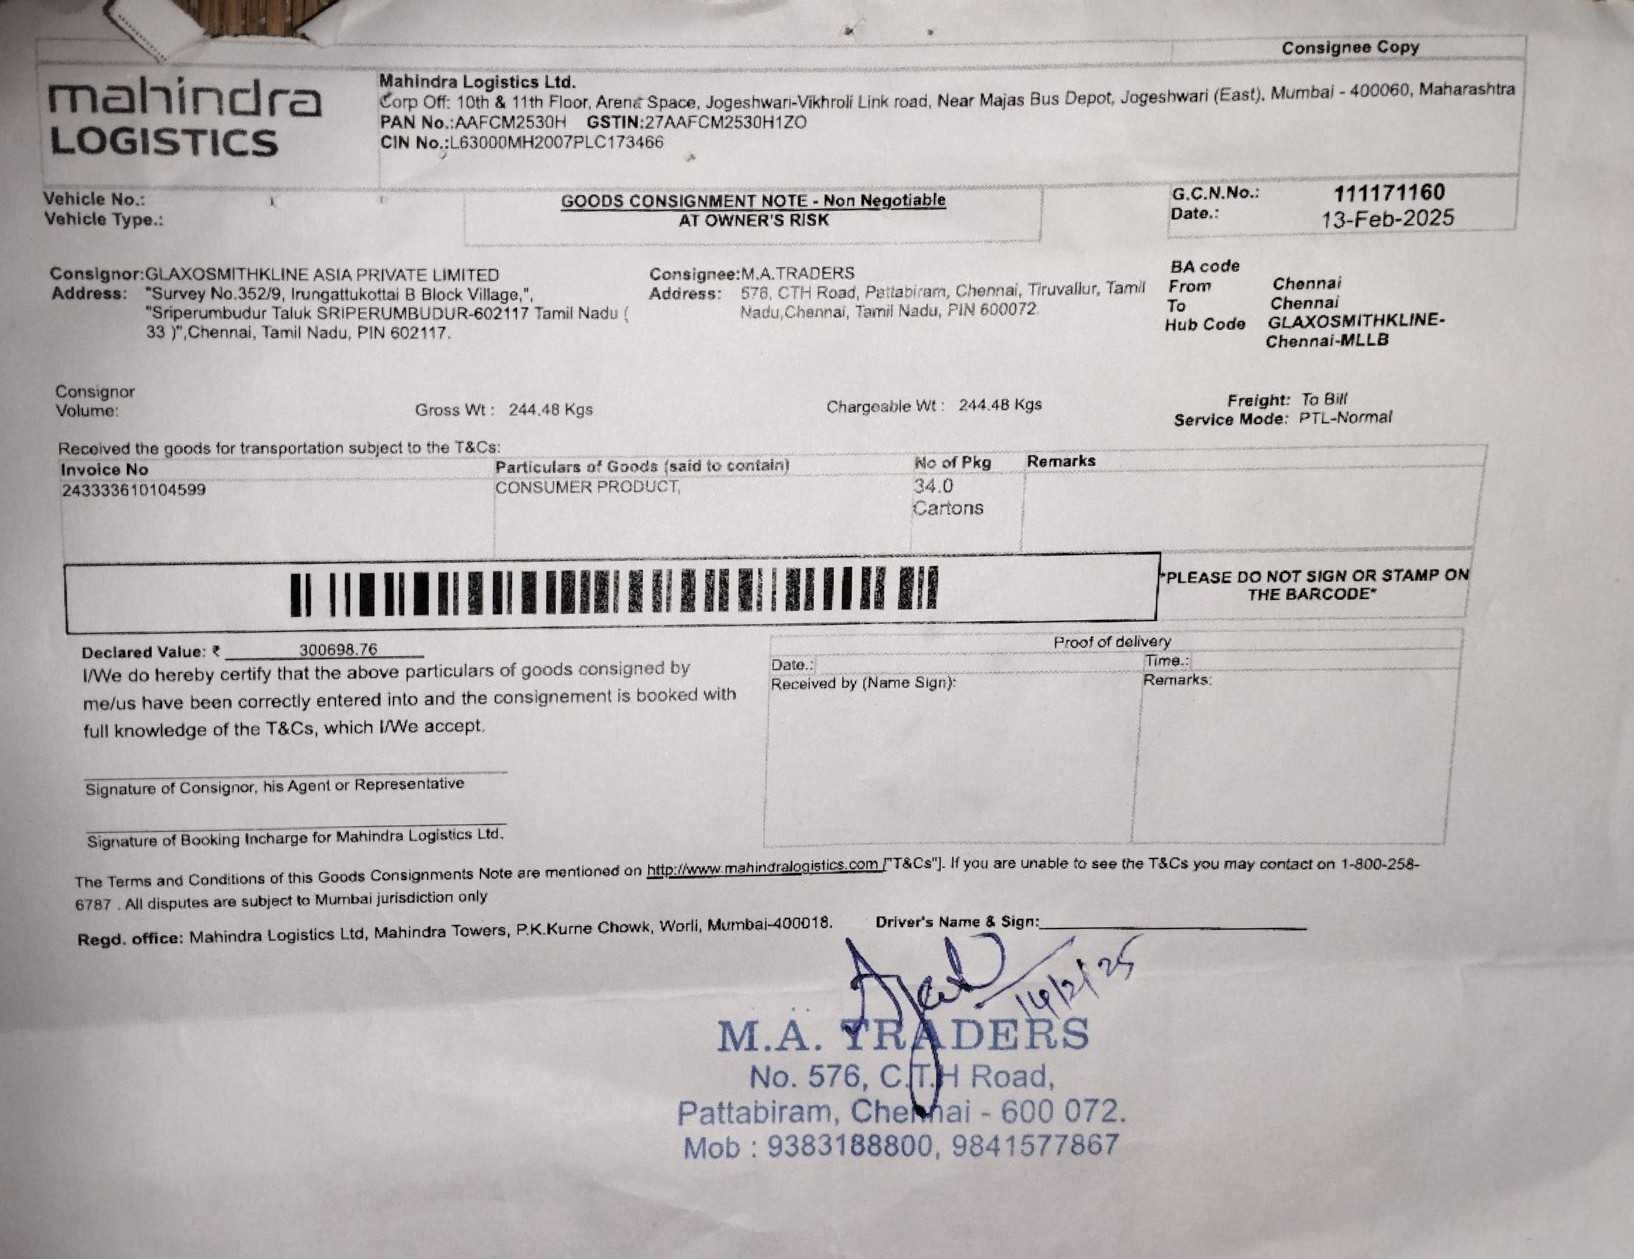 Consignee Copy
mahindra
LOGISTICS
Mahindra Logistics Ltd.
Corp Off: 10th & 11th Floor, Arena Space, Jogeshwari-Vikhroli Link road, Near Majas Bus Depot, Jogeshwari (East), Mumbai - 400060, Maharashtra
PAN No.:AAFCM2530H GSTIN:27AAFCM2530H1ZO
CIN No.:L63000MH2007PLC173466
Vehicle No.:
Vehicle Type.:
GOODS CONSIGNMENT NOTE - Non Negotiable
AT OWNER'S RISK
G.C.N.No.: 111171160
Date.: 13-Feb-2025
Consignor:GLAXOSMITHKLINE ASIA PRIVATE LIMITED
Address: "Survey No.352/9, Irungattukottai B Block Village,",
"Sriperumbudur Taluk SRIPERUMBUDUR-602117 Tamil Nadu (
33 )",Chennai, Tamil Nadu, PIN 602117.
Consignee:M.A.TRADERS
Address: 576, CTH Road, Pattabiram, Chennai, Tiruvallur, Tamil
Nadu,Chennai, Tamil Nadu, PIN 600072.
BA code
From Chennai
To Chennai
Hub Code GLAXOSMITHKLINE-
Chennai-MLLB
Consignor
Volume:
Gross Wt : 244.48 Kgs
Chargeable Wt : 244.48 Kgs
Freight: To Bill
Service Mode: PTL-Normal
Received the goods for transportation subject to the T&Cs:
Invoice No Particulars of Goods (said to contain) No of Pkg Remarks
243333610104599 CONSUMER PRODUCT, 34.0
Cartons
*PLEASE DO NOT SIGN OR STAMP ON
THE BARCODE*
Declared Value: ₹ 300698.76
I/We do hereby certify that the above particulars of goods consigned by
me/us have been correctly entered into and the consignement is booked with
full knowledge of the T&Cs, which I/We accept.
Proof of delivery
Date.: Time.:
Received by (Name Sign): Remarks:
Signature of Consignor, his Agent or Representative
Signature of Booking Incharge for Mahindra Logistics Ltd.
The Terms and Conditions of this Goods Consignments Note are mentioned on http://www.mahindralogistics.com ["T&Cs"]. If you are unable to see the T&Cs you may contact on 1-800-258-
6787 . All disputes are subject to Mumbai jurisdiction only
Regd. office: Mahindra Logistics Ltd, Mahindra Towers, P.K.Kurne Chowk, Worli, Mumbai-400018. Driver's Name & Sign:
14/2/25
M.A. TRADERS
No. 576, C.T.H Road,
Pattabiram, Chennai - 600 072.
Mob : 9383188800, 9841577867